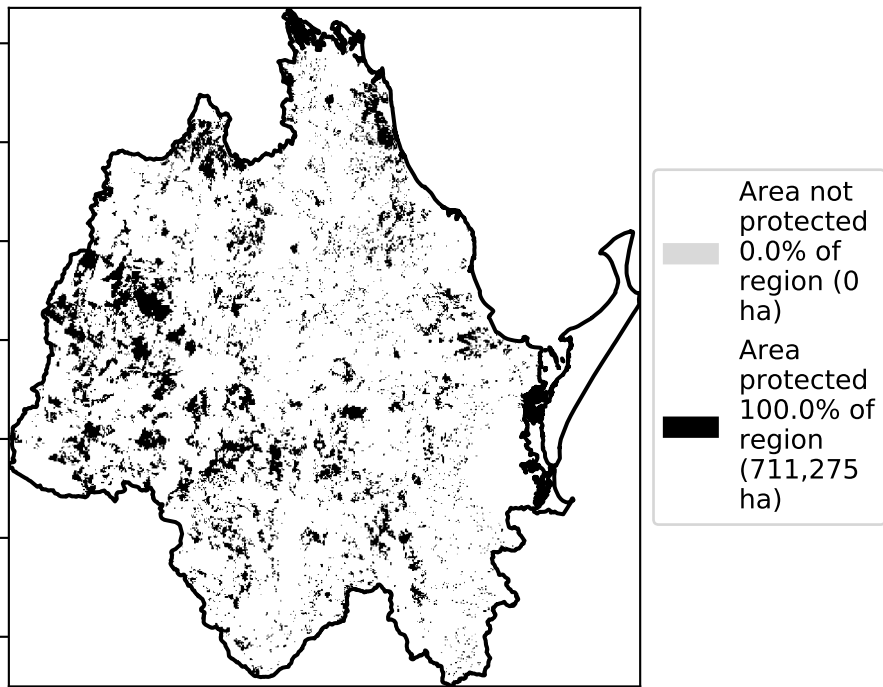 Area not
protected
0.0% of
region (0
ha)
Area
protected
100.0% of
region
(711,275
ha)